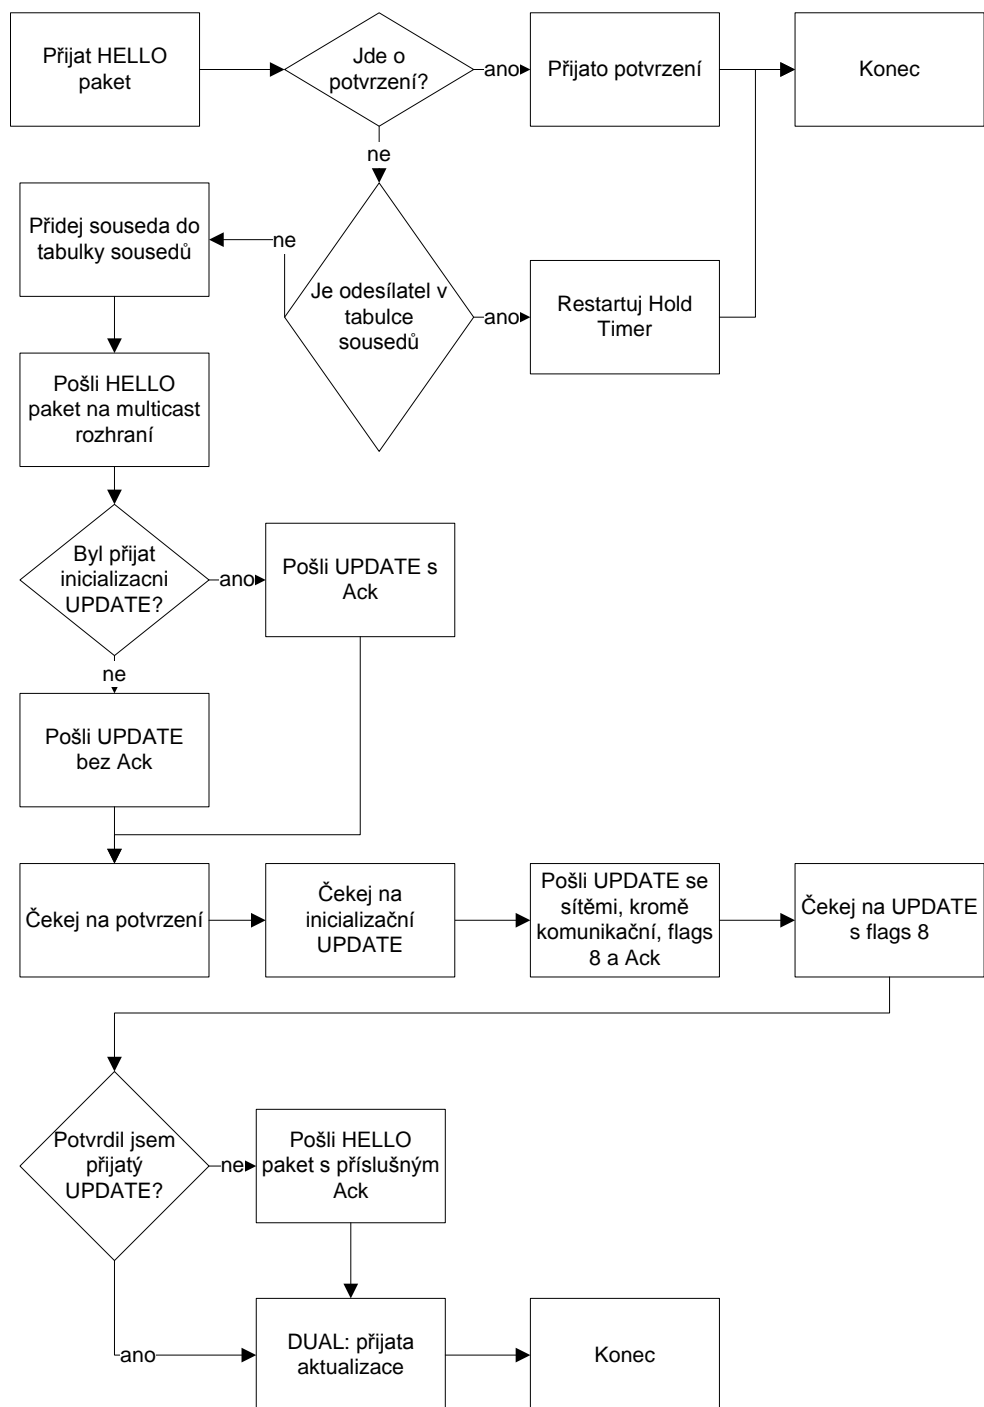 Přijat HELLO
paket
Jde o
potvrzení?
ano
Přijato potvrzení
Konec
ne
Přidej souseda do
tabulky sousedů
ne
Je odesílatel v
tabulce
sousedů
ano
Restartuj Hold
Timer
Pošli HELLO
paket na multicast
rozhraní
Byl přijat
inicializacni
UPDATE?
ano
Pošli UPDATE s
Ack
ne
Pošli UPDATE
bez Ack
Čekej na potvrzení
Čekej na
inicializační
UPDATE
Pošli UPDATE se
sítěmi, kromě
komunikační, flags
8 a Ack
Čekej na UPDATE
s flags 8
Potvrdil jsem
přijatý
UPDATE?
ne
Pošli HELLO
paket s příslušným
Ack
ano
DUAL: přijata
aktualizace
Konec